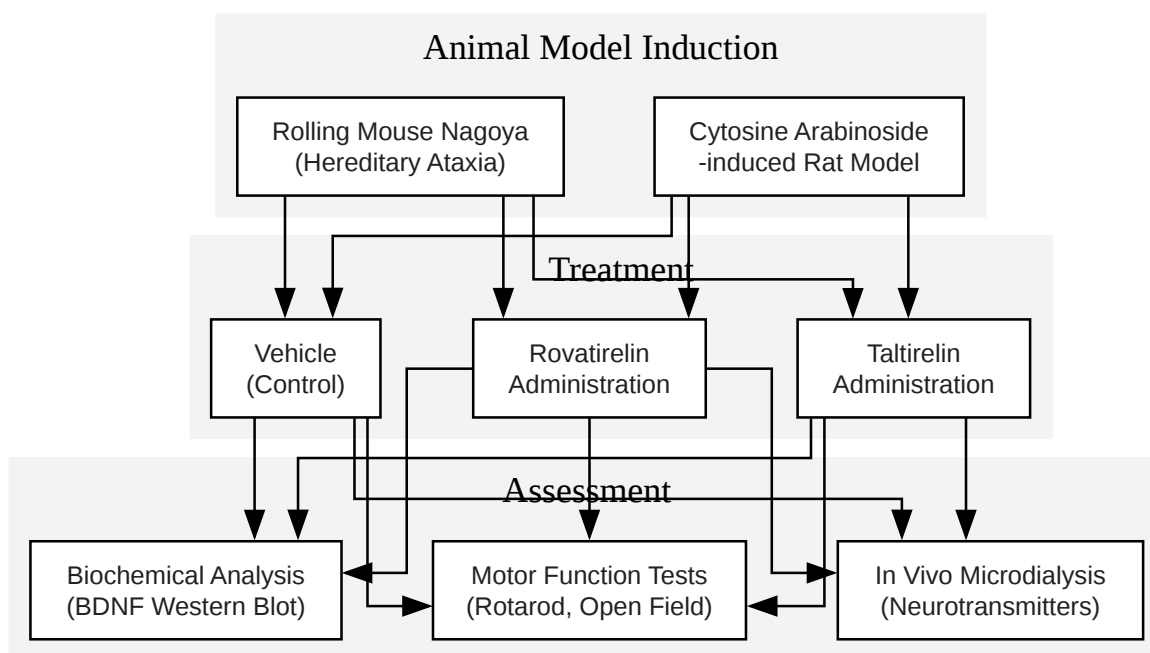 Animal Model Induction
Rolling Mouse Nagoya
(Hereditary Ataxia)
Cytosine Arabinoside
-induced Rat Model
Treatment
Vehicle
(Control)
Rovatirelin
Administration
Taltirelin
Administration
Assessment
Biochemical Analysis
(BDNF Western Blot)
Motor Function Tests
(Rotarod, Open Field)
In Vivo Microdialysis
(Neurotransmitters)